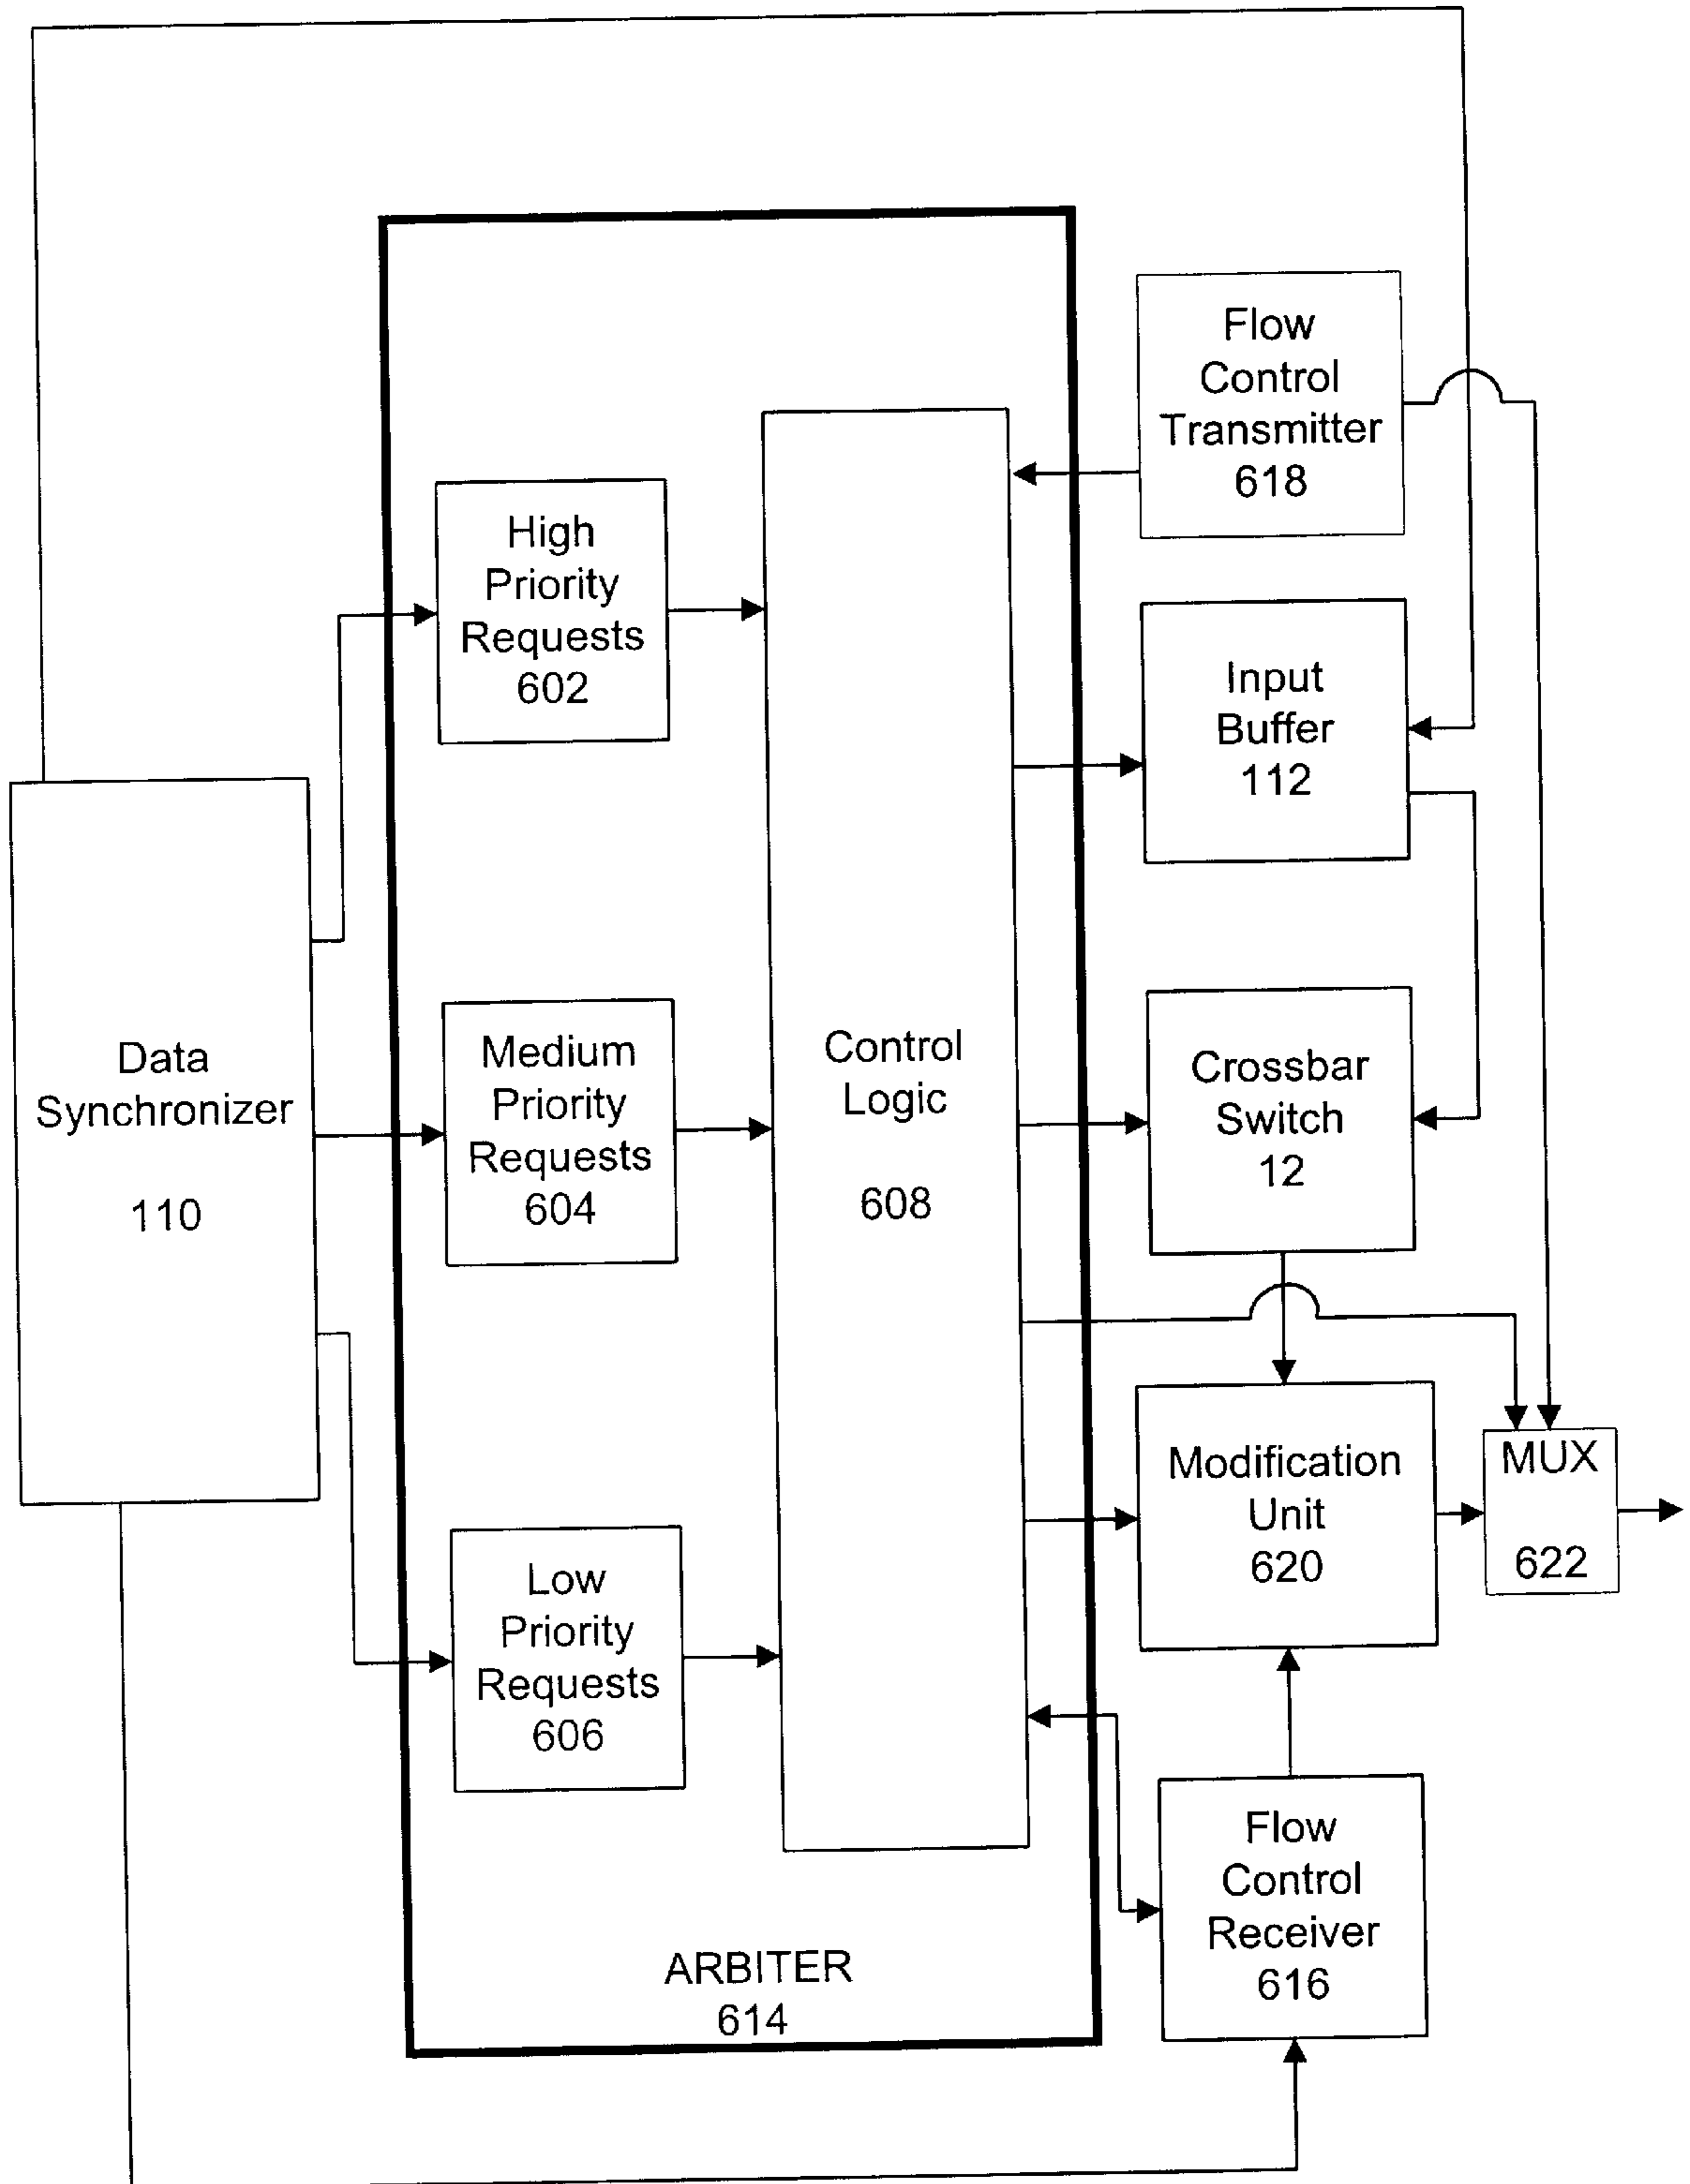 Flow
Control
Transmitter
618
High
Priority
Requests
602
Input
Buffer
112
Data
Synchronizer
110
Medium
Priority
Requests
604
Control
Logic
608
Crossbar
Switch
12
Modification
Unit
620
MUX
622
Low
Priority
Requests
606
Flow
Control
Receiver
616
ARBITER
614